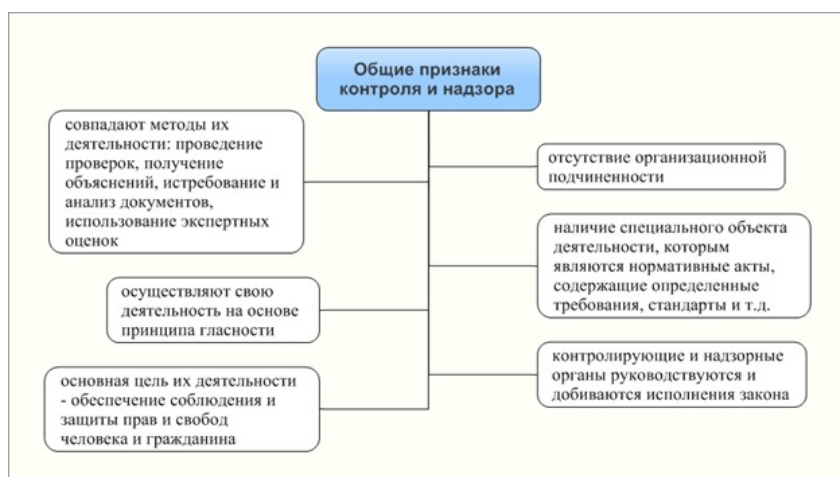 Общие признаки
контроля и надзора
совпадают методы их
деятельности: проведение
проверок, получение
объяснений, истребование и
анализ документов,
использование экспертных
оценок
осуществляют свою
деятельность на основе
принципа гласности
основная цель их деятельности
- обеспечение соблюдения и
защиты прав и свобод
человека и гражданина
отсутствие организационной
подчиненности
наличие специального объекта
деятельности, которым
являются нормативные акты,
содержащие определенные
требования, стандарты и т.д.
контролирующие и надзорные
органы руководствуются и
добиваются исполнения закона